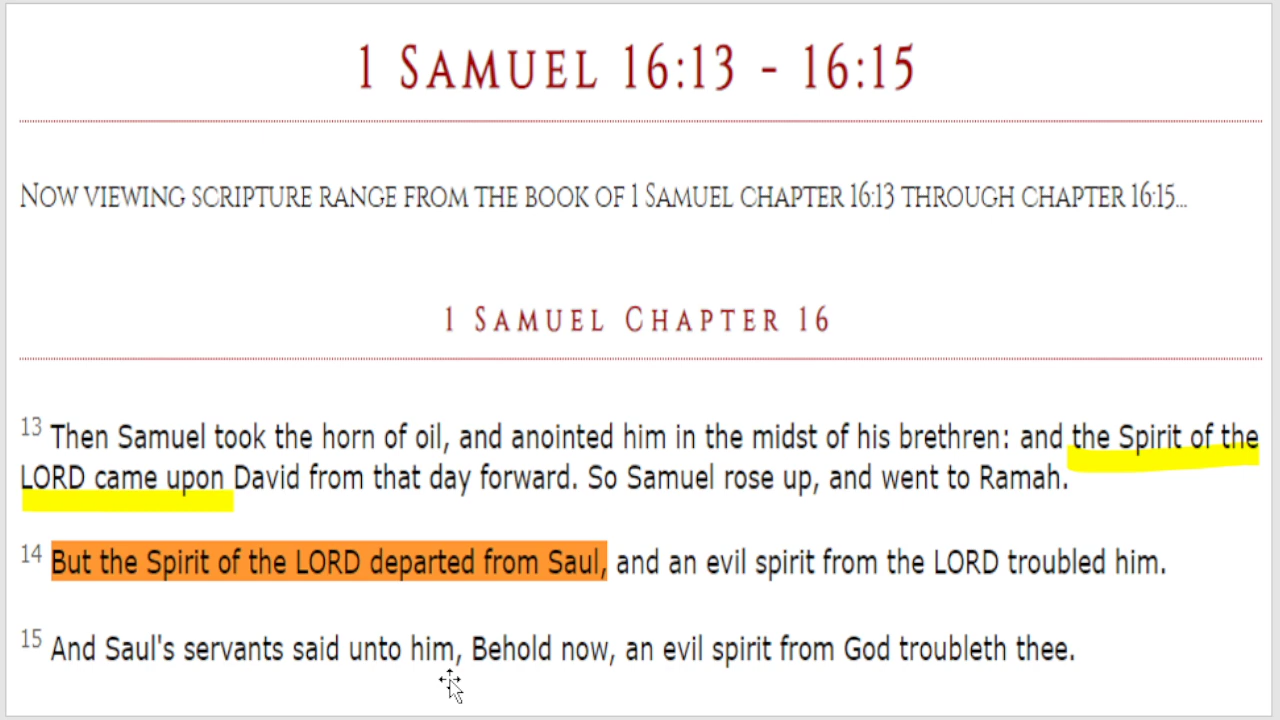 1 SAMUEL 16:13 - 16:15
NOW VIEWING SCRIPTURE RANGE FROM THE BOOK OF 1 SAMUEL CHAPTER 16:13 THROUGH CHAPTER 16:15...
1 SAMUEL CHAPTER 16
13 Then Samuel took the horn of oil, and anointed him in the midst of his brethren: and the Spirit of the
LORD came upon David from that day forward. So Samuel rose up, and went to Ramah.
14 But the Spirit of the LORD departed from Saul, and an evil spirit from the LORD troubled him.
15 And Saul's servants said unto him, Behold now, an evil spirit from God troubleth thee.